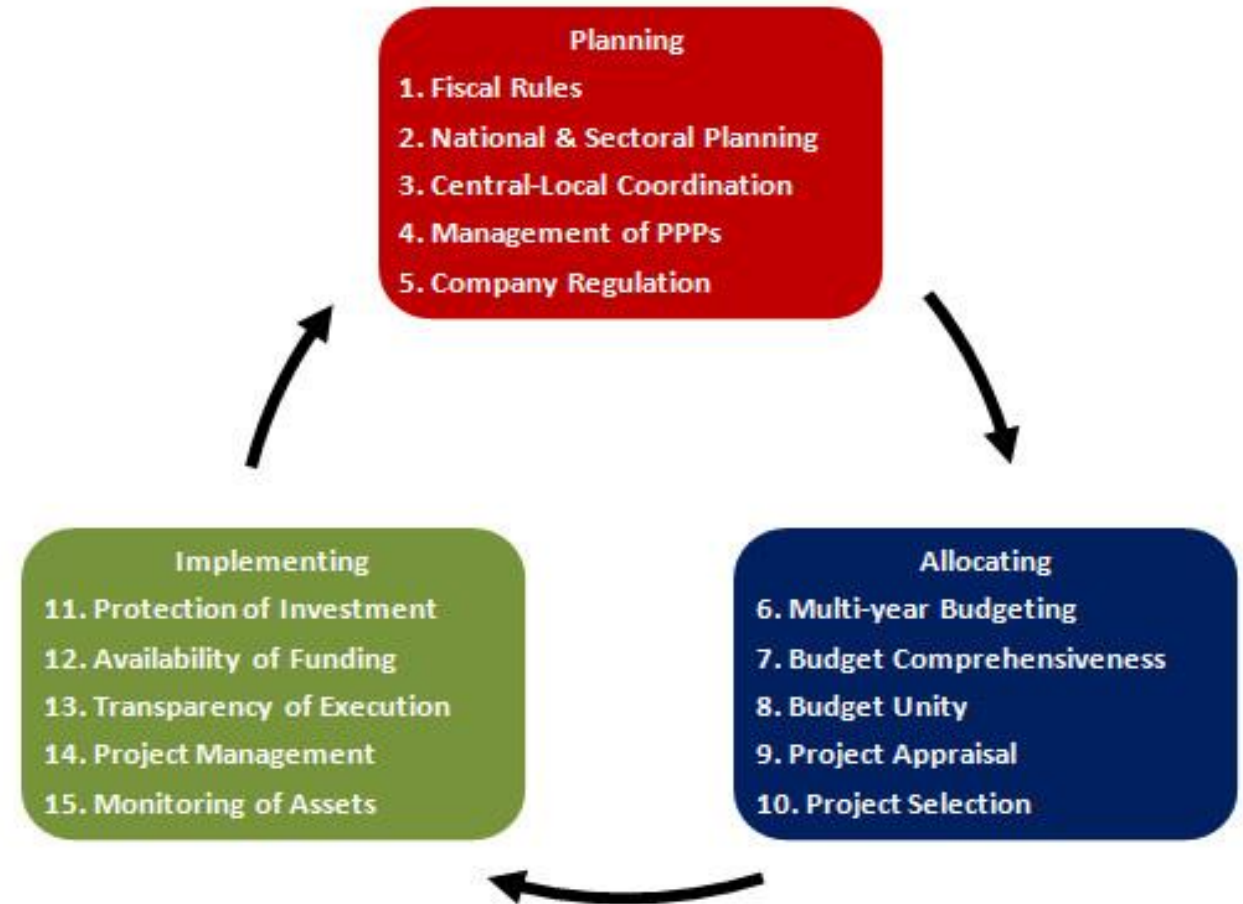 Planning
1. Fiscal Rules
2. National & Sectoral Planning
3. Central-Local Coordination
4. Management of PPPs
5. Company Regulation
Allocating
6. Multi-year Budgeting
7. Budget Comprehensiveness
8. Budget Unity
9. Project Appraisal
10. Project Selection
Implementing
11. Protection of Investment
12. Availability of Funding
13. Transparency of Execution
14. Project Management
15. Monitoring of Assets